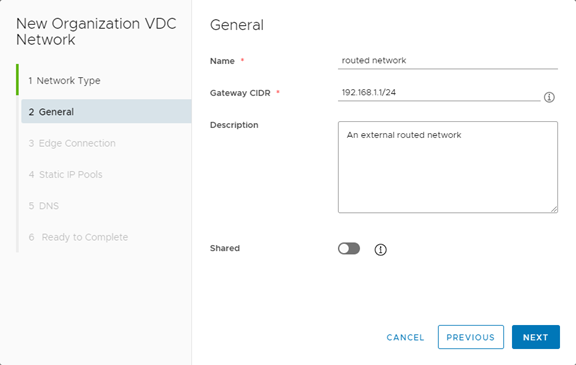 New Organization VDC
Network
1 Network Type
2 General
3 Edge Connection
4 Static IP Pools
5 DNS
6 Ready to Complete
General
Name *
routed network
Gateway CIDR *
192.168.1.1/24
Description
An external routed network
Shared
CANCEL
PREVIOUS
NEXT